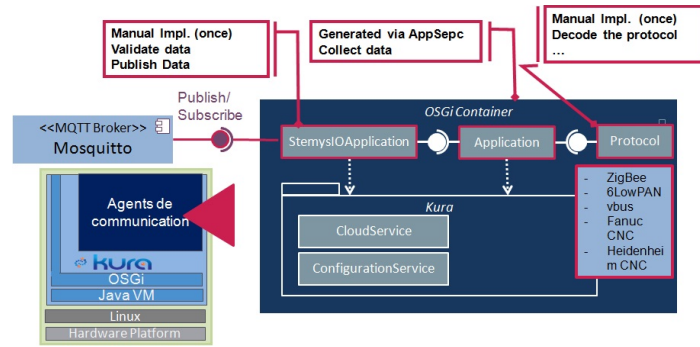 Manual Impl. (once)
Validate data
Publish Data
Generated via AppSepc
Collect data
Manual Impl. (once)
Decode the protocol
...
Publish/
Subscribe
<<MQTT Broker>>
Mosquitto
OSGi Container
StemysIOApplication
Application
Protocol
Kura
CloudService
ConfigurationService
- ZigBee
- 6LowPAN
- vbus
- Fanuc
CNC
- Heidenhei
m CNC
Agents de
communication
kura
OSGi
Java VM
Linux
Hardware Platform